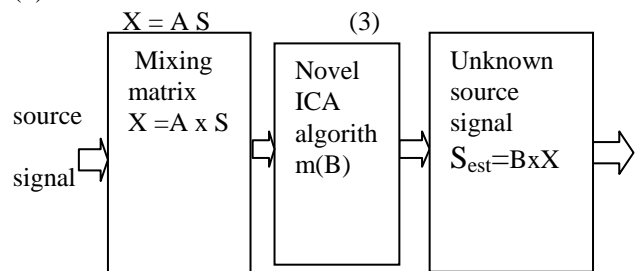 X = A S (3)
Mixing
matrix
X =A x S
Novel
ICA
algorith
m(B)
Unknown
source
signal
Sest=BxX
source
signal